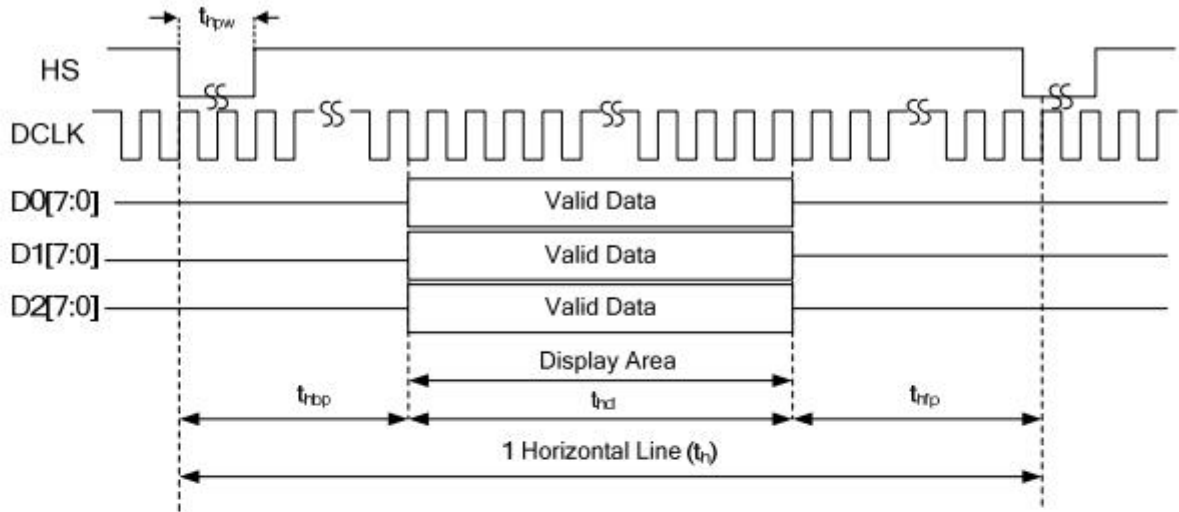 thpw
HS
DCLK
D0[7:0] Valid Data
D1[7:0] Valid Data
D2[7:0] Valid Data
Display Area
thbp thd thfp
1 Horizontal Line (th)